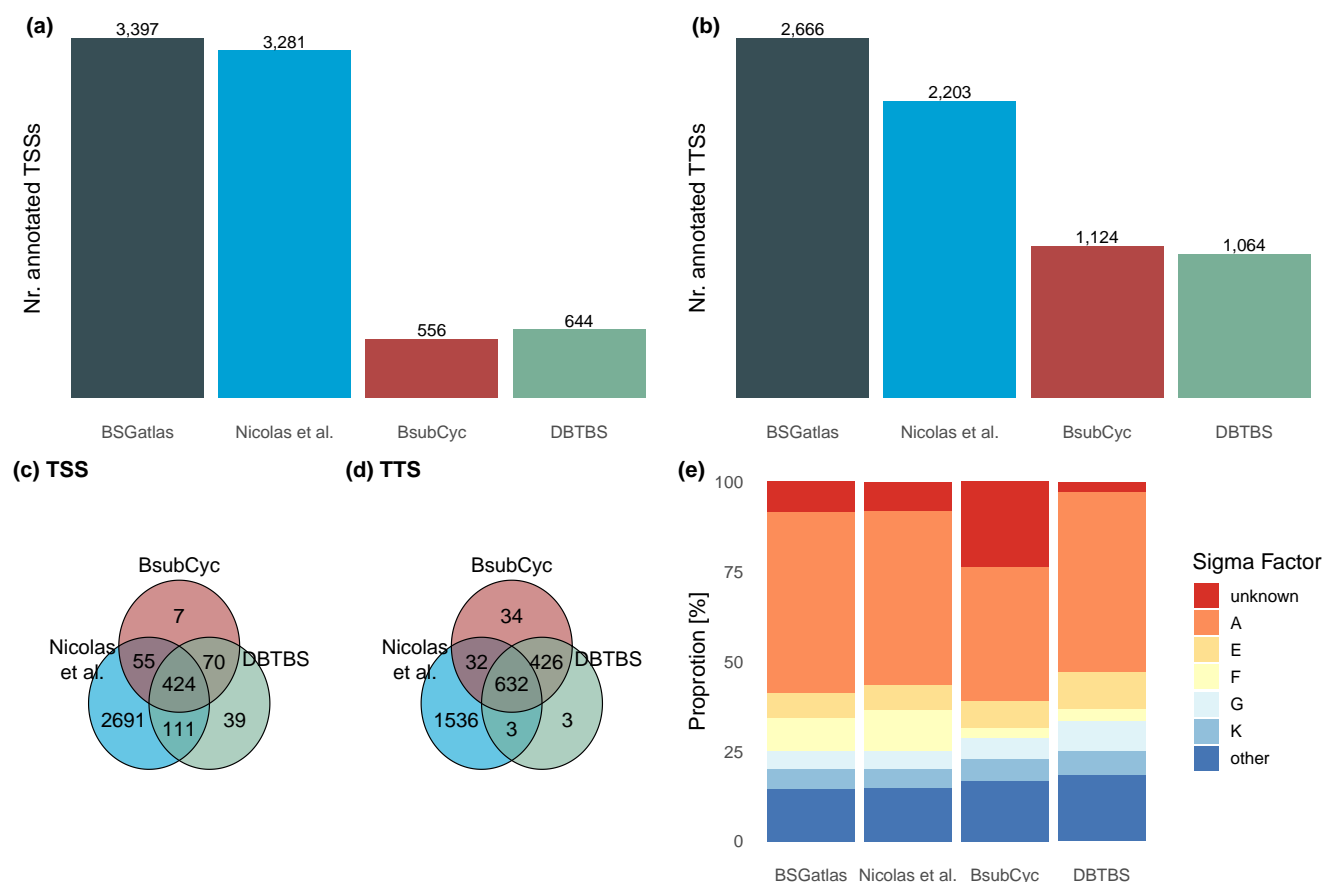 (a)
3,397
3,281
556
644
Nr. annotated TSSs
BSGatlas
Nicolas et al.
BsubCyc
DBTBS
(b)
2,666
2,203
1,124
1,064
Nr. annotated TTSs
BSGatlas
Nicolas et al.
BsubCyc
DBTBS
(c) TSS
BsubCyc
7
Nicolas
et al.
55
70
DBTBS
424
2691
111
39
(d) TTS
BsubCyc
34
Nicolas
et al.
32
426
DBTBS
632
1536
3
3
(e)
100
75
50
25
0
Proprotion [%]
BSGatlas
Nicolas et al.
BsubCyc
DBTBS
Sigma Factor
unknown
A
E
F
G
K
other